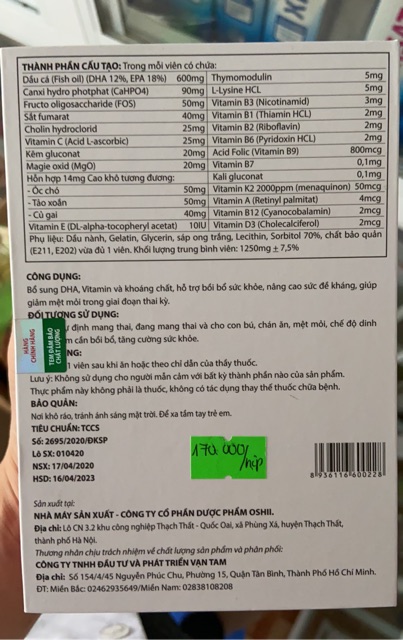 THÀNH PHẦN CẤU TẠO: Trong mỗi viên có chứa:
Dầu cá (Fish oil) (DHA 12%, EPA 18%) 600mg Thymomodulin 5mg
Canxi hydro photphat (CaHPO4) 90mg L-Lysine HCL 5mg
Fructo oligosaccharide (FOS) 50mg Vitamin B3 (Nicotinamid) 3mg
Sắt fumarat 40mg Vitamin B1 (Thiamin HCL) 2mg
Cholin hydroclorid 25mg Vitamin B2 (Riboflavin) 2mg
Vitamin C (Acid L-ascorbic) 25mg Vitamin B6 (Pyridoxin HCL) 2mg
Kẽm gluconat 20mg Acid Folic (Vitamin B9) 800mcg
Magie oxid (MgO) 20mg Vitamin B7 0,1mg
Hỗn hợp 14mg Cao khô tương đương: Kali gluconat 0,1mg
- Óc chó 50mg Vitamin K2 2000ppm (menaquinon) 50mcg
- Tảo xoắn 50mg Vitamin A (Retinyl palmitat) 4mcg
- Củ gai 40mg Vitamin B12 (Cyanocobalamin) 2mcg
Vitamin E (DL-alpha-tocopheryl acetat) 10IU Vitamin D3 (Cholecalciferol) 2mcg
Phụ liệu: Dầu nành, Gelatin, Glycerin, sáp ong trắng, Lecithin, Sorbitol 70%, chất bảo quản
(E211, E202) vừa đủ 1 viên. Khối lượng trung bình viên: 1250mg ± 7,5%
CÔNG DỤNG:
Bổ sung DHA, Vitamin và khoáng chất, hỗ trợ bồi bổ sức khỏe, nâng cao sức đề kháng, giúp
giảm mệt mỏi trong giai đoạn thai kỳ.
ĐỐI TƯỢNG SỬ DỤNG:
ự định mang thai, đang mang thai và cho con bú, chán ăn, mệt mỏi, chế độ dinh
m cần bồi bổ, tăng cường sức khỏe.
HÀNG CHÍNH HÃNG
TEM ĐẢM BẢO CHẤT LƯỢNG
NG:
1 viên sau khi ăn hoặc theo chỉ dẫn của thầy thuốc.
Lưu ý: Không sử dụng cho người mẫn cảm với bất kỳ thành phần nào của sản phẩm.
Thực phẩm này không phải là thuốc, không có tác dụng thay thế thuốc chữa bệnh.
BẢO QUẢN:
Nơi khô ráo, tránh ánh sáng mặt trời. Để xa tầm tay trẻ em.
TIÊU CHUẨN: TCCS
Số: 2695/2020/ĐKSP
Lô SX: 010420
NSX: 17/04/2020
HSD: 16/04/2023
170.000/hộp
8936116600228
Sản xuất tại:
NHÀ MÁY SẢN XUẤT - CÔNG TY CỔ PHẦN DƯỢC PHẨM OSHII.
Địa chỉ: Lô CN 3.2 khu công nghiệp Thạch Thất - Quốc Oai, xã Phùng Xá, huyện Thạch Thất,
thành phố Hà Nội.
Thương nhân chịu trách nhiệm về chất lượng sản phẩm và phân phối:
CÔNG TY TNHH ĐẦU TƯ VÀ PHÁT TRIỂN VẠN TAM
Địa chỉ: Số 154/4/45 Nguyễn Phúc Chu, Phường 15, Quận Tân Bình, Thành Phố Hồ Chí Minh.
ĐT: Miền Bắc: 02462935649/Miền Nam: 02838108208